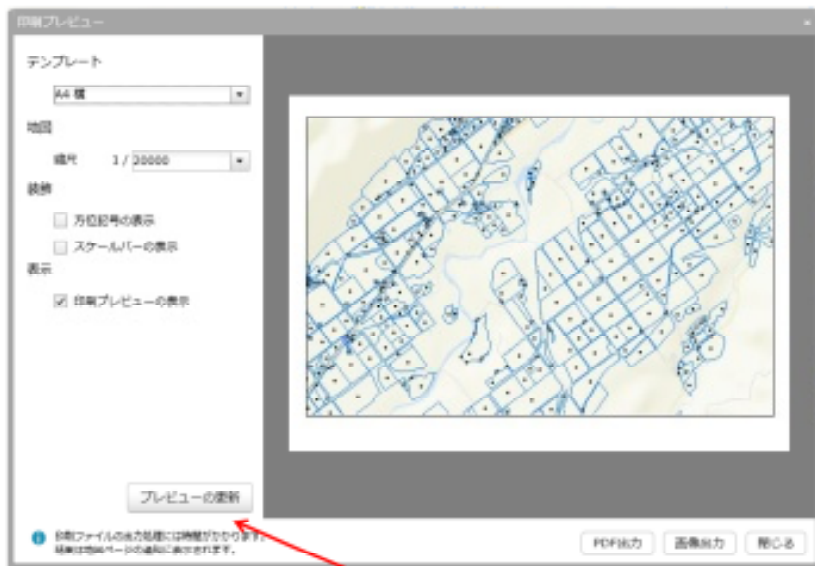 印刷プレビュー
テンプレート
A4 横
地図
縮尺 1 / 20000
装飾
方位記号の表示
スケールバーの表示
表示
印刷プレビューの表示
プレビューの更新
印刷ファイルの出力処理には時間がかかります。
結果は地図ページの通知に表示されます。
PDF出力 画像出力 閉じる